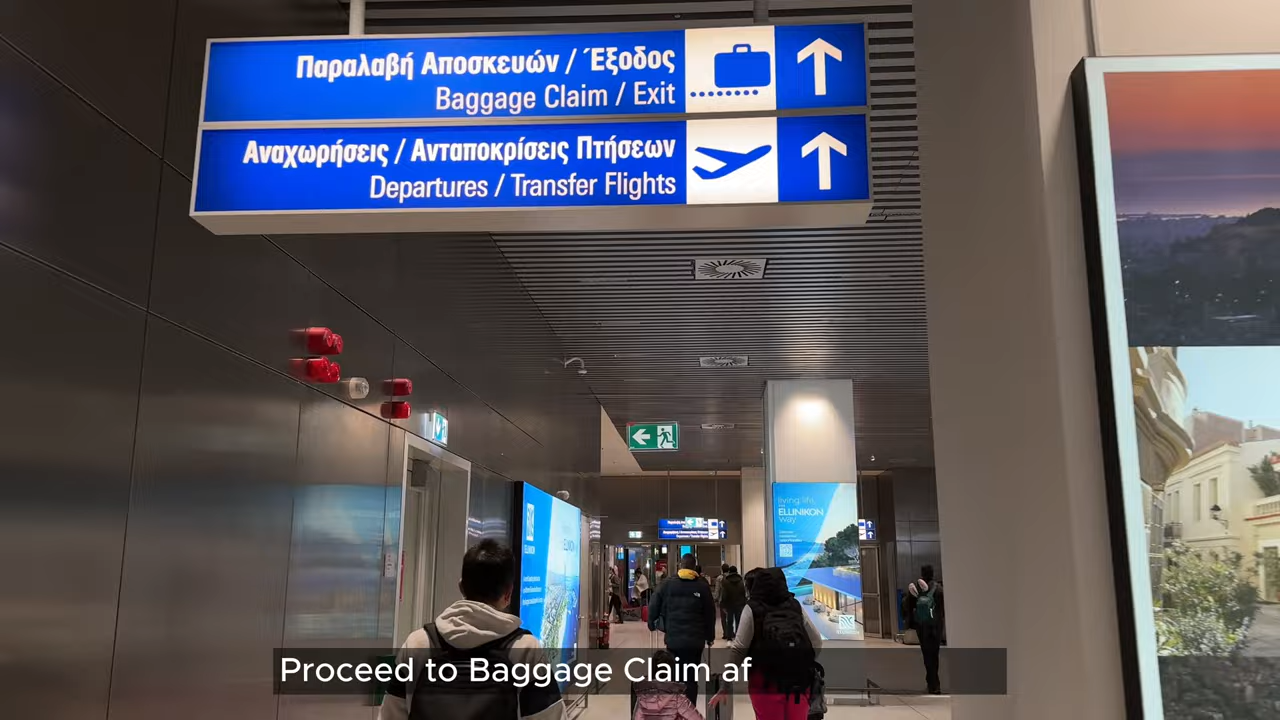 Παραλαβή Αποσκευών / Έξοδος
Baggage Claim / Exit
Αναχωρήσεις / Ανταποκρίσεις Πτήσεων
Departures / Transfer Flights
living life,
ELLINIKON
way
Proceed to Baggage Claim af